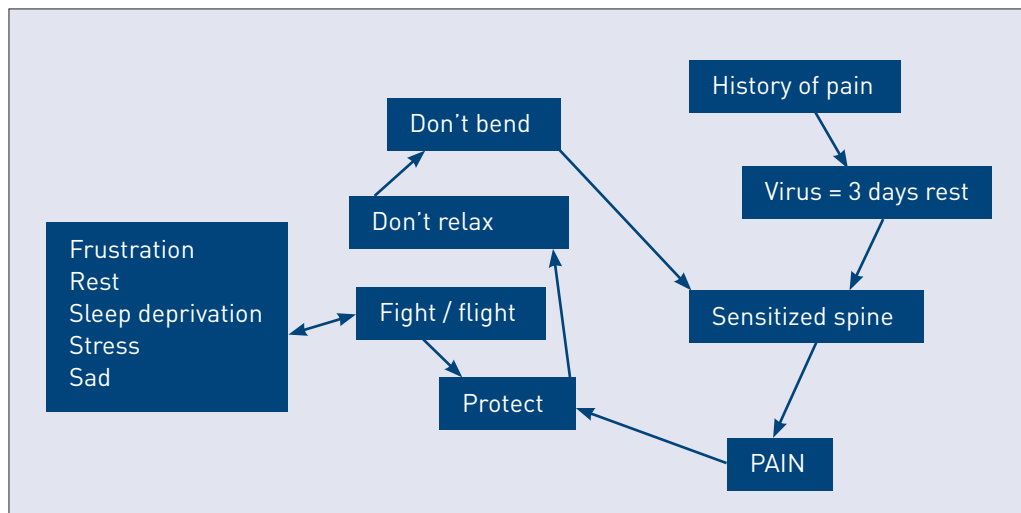 History of pain
Don’t bend
Virus = 3 days rest
Don’t relax
Frustration
Rest
Sleep deprivation
Stress
Sad
Fight / flight
Sensitized spine
Protect
PAIN